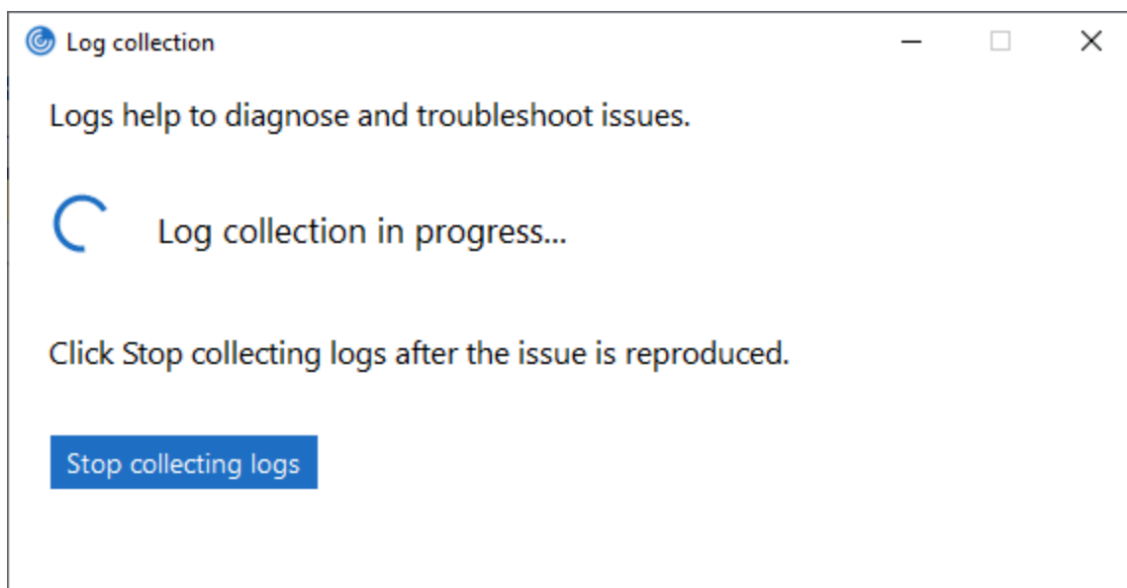 Log collection
Logs help to diagnose and troubleshoot issues.
Log collection in progress...
Click Stop collecting logs after the issue is reproduced.
Stop collecting logs